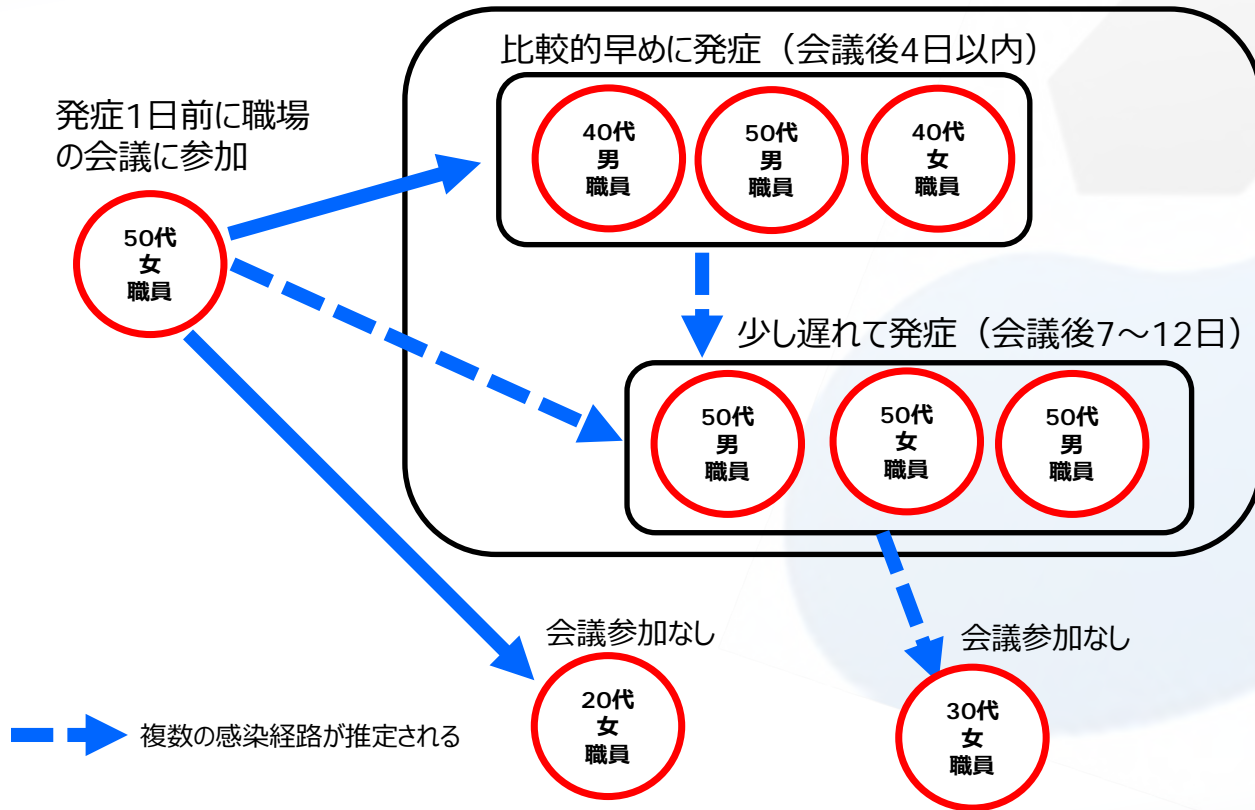 比較的早めに発症（会議後4日以内）
発症1日前に職場
の会議に参加
40代
男
職員
50代
男
職員
40代
女
職員
50代
女
職員
少し遅れて発症（会議後7～12日）
50代
男
職員
50代
女
職員
50代
男
職員
会議参加なし
20代
女
職員
会議参加なし
30代
女
職員
複数の感染経路が推定される